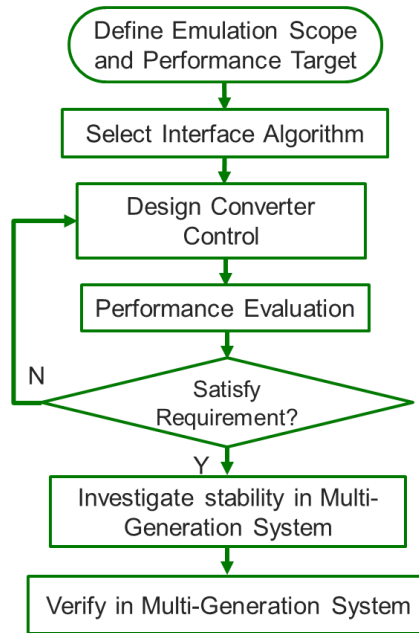 Define Emulation Scope
and Performance Target
Select Interface Algorithm
Design Converter
Control
Performance Evaluation
N
Satisfy
Requirement?
Y
Investigate stability in Multi-
Generation System
Verify in Multi-Generation System